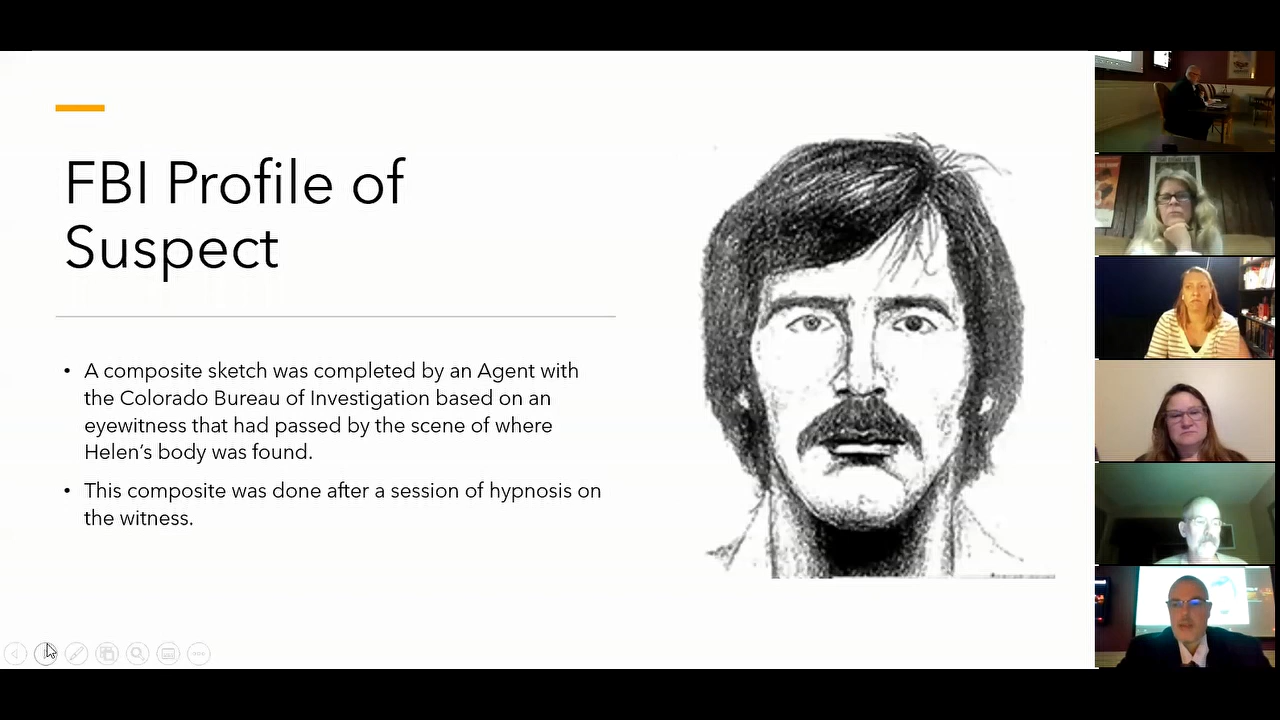 FBI Profile of
Suspect
• A composite sketch was completed by an Agent with
the Colorado Bureau of Investigation based on an
eyewitness that had passed by the scene of where
Helen's body was found.
• This composite was done after a session of hypnosis on
the witness.